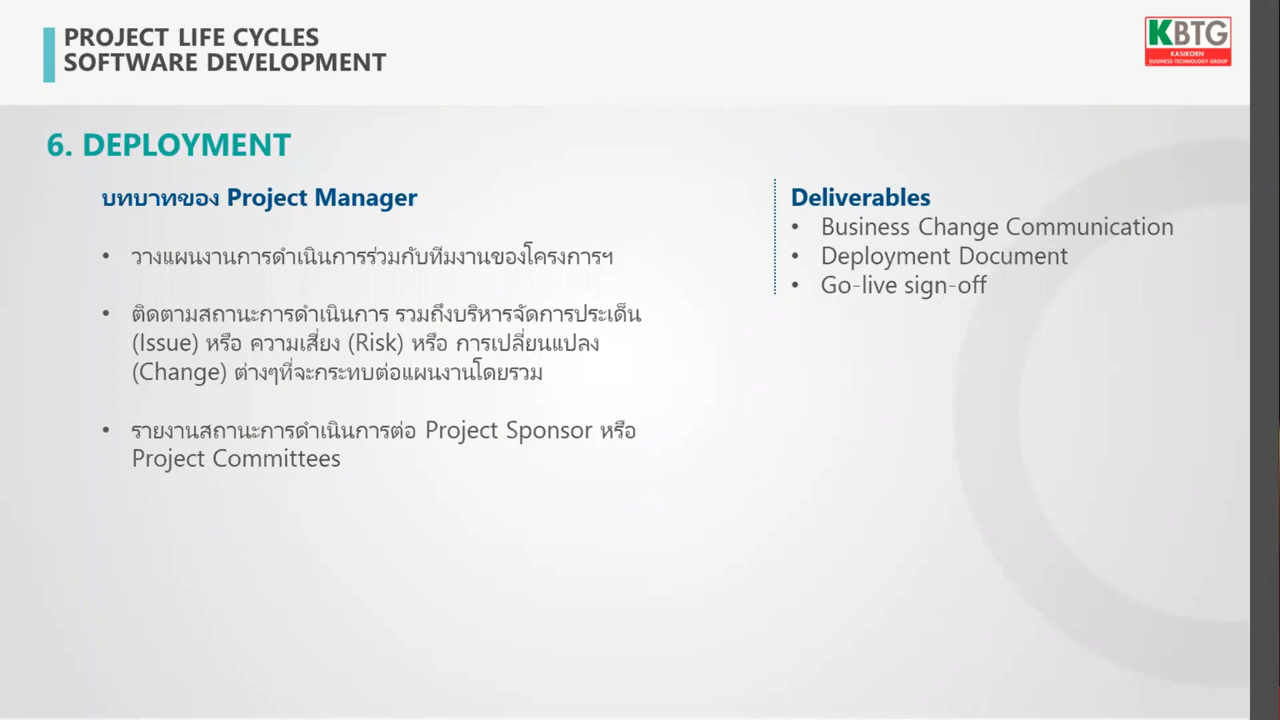 PROJECT LIFE CYCLES
SOFTWARE DEVELOPMENT
KBTG
KASIKORN
BUSINESS-TECHNOLOGY GROUP
6. DEPLOYMENT
บทบาทของ Project Manager
• วางแผนงานการดำเนินการร่วมกับทีมงานของโครงการฯ
• ติดตามสถานะการดำเนินการ รวมถึงบริหารจัดการประเด็น
(Issue) หรือ ความเสี่ยง (Risk) หรือ การเปลี่ยนแปลง
(Change) ต่างๆที่จะกระทบต่อแผนงานโดยรวม
• รายงานสถานะการดำเนินการต่อ Project Sponsor หรือ
Project Committees
Deliverables
• Business Change Communication
• Deployment Document
• Go-live sign-off